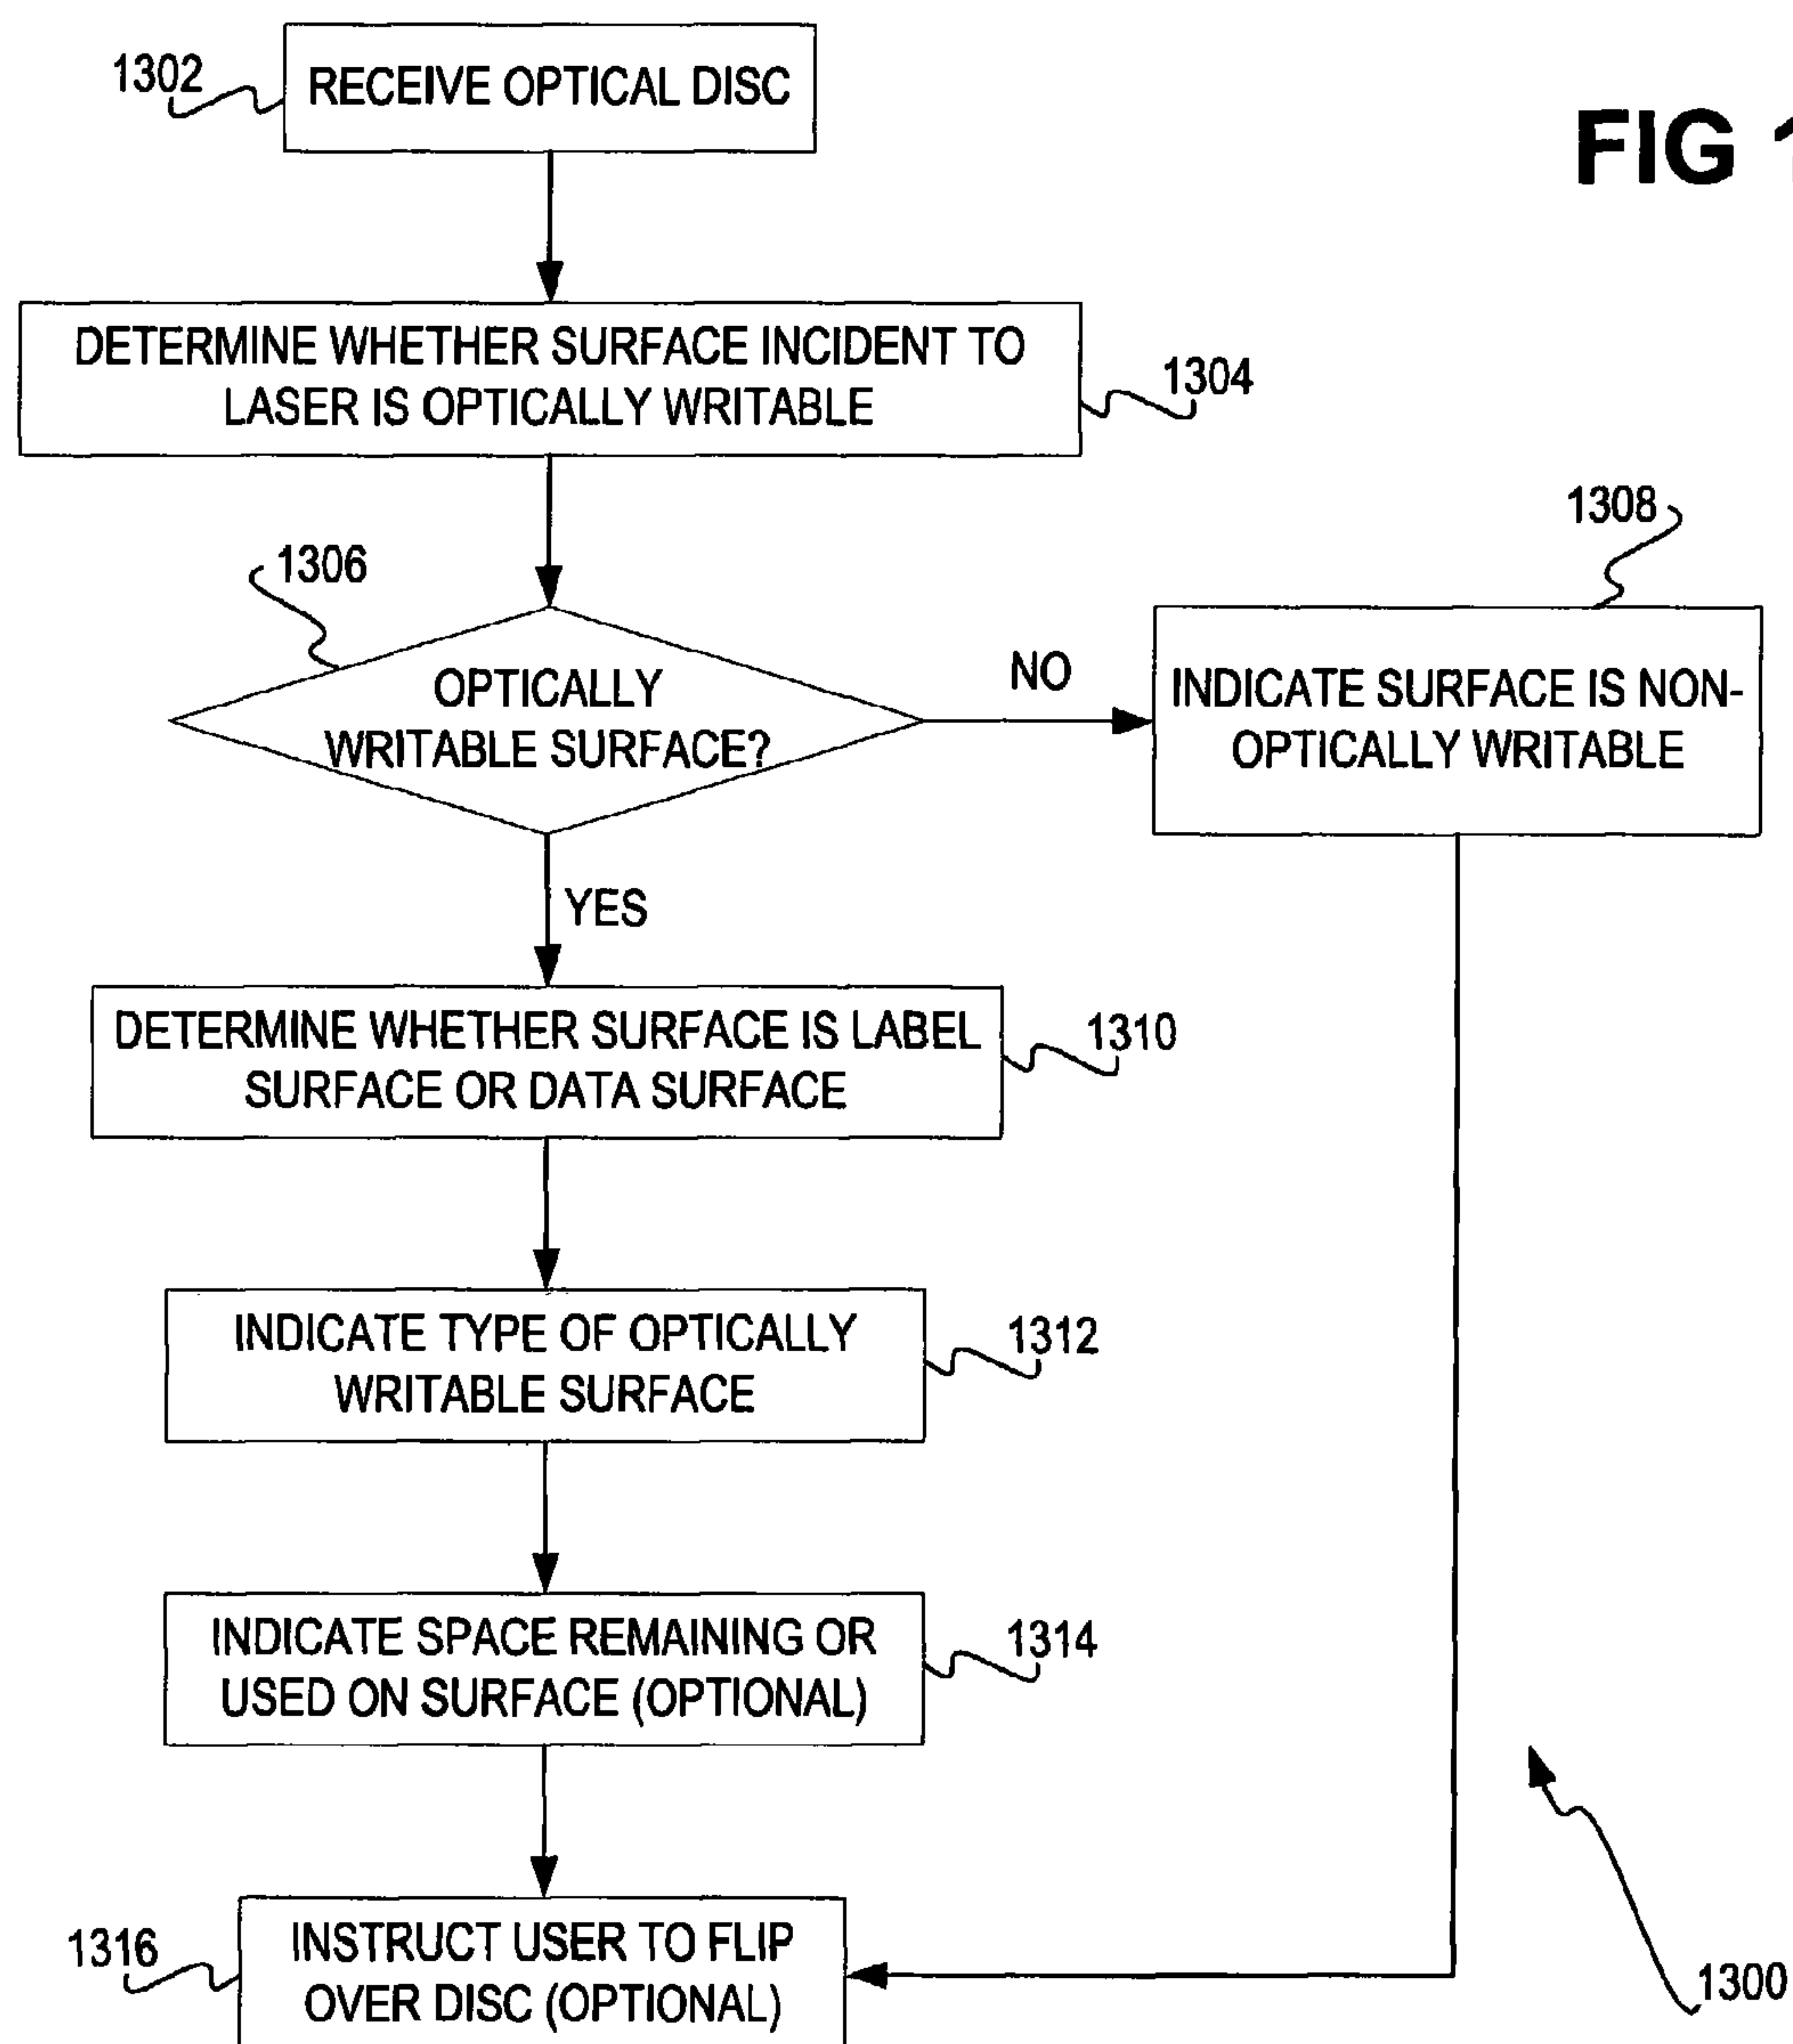 1302
RECEIVE OPTICAL DISC
FIG 1
DETERMINE WHETHER SURFACE INCIDENT TO
LASER IS OPTICALLY WRITABLE
1304
1306
1308
OPTICALLY
WRITABLE SURFACE?
NO
INDICATE SURFACE IS NON-
OPTICALLY WRITABLE
YES
DETERMINE WHETHER SURFACE IS LABEL
SURFACE OR DATA SURFACE
1310
INDICATE TYPE OF OPTICALLY
WRITABLE SURFACE
1312
INDICATE SPACE REMAINING OR
USED ON SURFACE (OPTIONAL)
1314
1316
INSTRUCT USER TO FLIP
OVER DISC (OPTIONAL)
1300